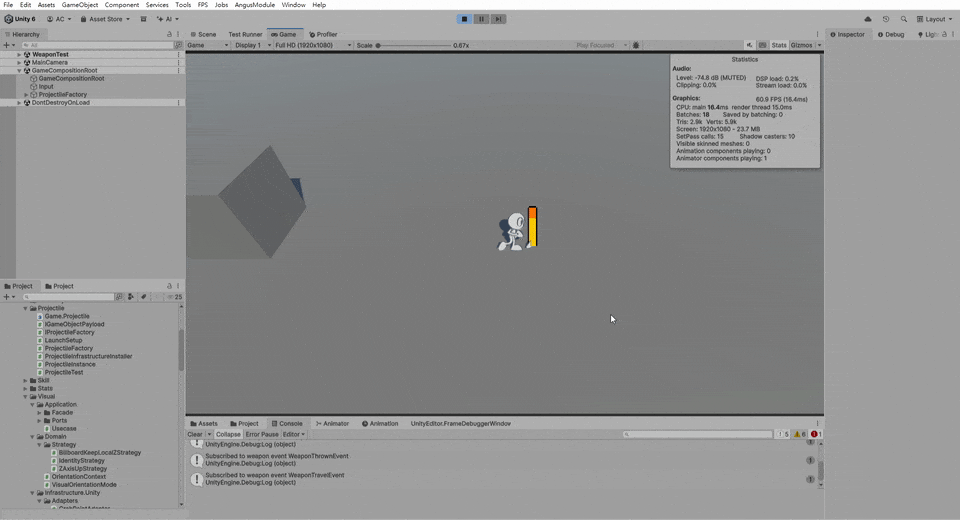 File Edit Assets GameObject Component Services Tools FPS Jobs AngusModule Window Help
Unity 6 AC Asset Store AI Layout
Hierarchy
All
WeaponTest
MainCamera
GameCompositionRoot
GameCompositionRoot
Input
ProjectileFactory
DontDestroyOnLoad
Scene Test Runner Game Profiler
Game Display 1 Full HD (1920x1080) Scale 0.67x Play Focused Stats Gizmos
Statistics
Audio:
Level: -74.8 dB (MUTED) DSP load: 0.2%
Clipping: 0.0% Stream load: 0.0%
Graphics: 60.9 FPS (16.4ms)
CPU: main 16.4ms render thread 15.0ms
Batches: 18 Saved by batching: 0
Tris: 2.9k Verts: 5.9k
Screen: 1920x1080 - 23.7 MB
SetPass calls: 15 Shadow casters: 10
Visible skinned meshes: 0
Animation components playing: 0
Animator components playing: 1
Inspector Debug
Project Project
25
Projectile
Game.Projectile
IGameObjectPayload
IProjectileFactory
LaunchSetup
ProjectileFactory
ProjectileInfrastructureInstaller
ProjectileInstance
ProjectileTest
Skill
Stats
Visual
Application
Facade
Ports
Usecase
Domain
Strategy
BillboardKeepLocalZStrategy
IdentityStrategy
ZAxisUpStrategy
OrientationContext
VisualOrientationMode
Infrastructure.Unity
Adapters
Assets Project Console Animator Animation UnityEditor.FrameDebuggerWindow
Clear Collapse Error Pause Editor 5 6 1
UnityEngine.Debug:Log (object)
Subscribed to weapon event WeaponThrownEvent
UnityEngine.Debug:Log (object)
Subscribed to weapon event WeaponTravelEvent
UnityEngine.Debug:Log (object)